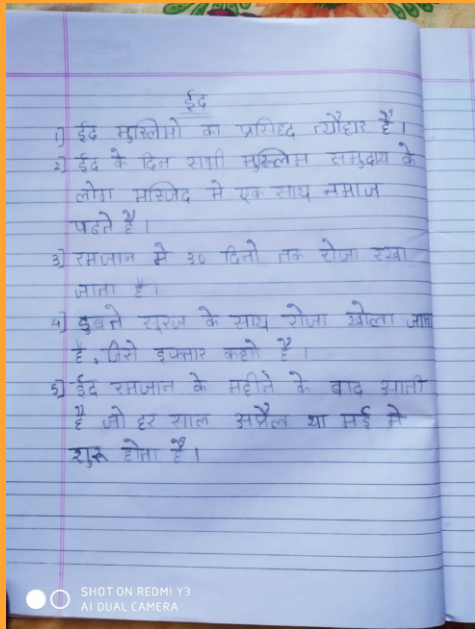 ईद
1) ईद मुस्लिमो का प्रसिद्द त्यौहार है।
2) ईद के दिन सभी मुस्लिम समुदाय के
लोग मस्जिद मे एक साथ नमाज
पढते है।
3) रमजान मे 30 दिनो तक रोजा रखा
जाता है।
4) डुबते सुरज के साथ रोजा खोला जाता
है, जिसे इफ्तार कहते है।
5) ईद रमजान के महीने के बाद आती
है जो हर साल अप्रैल या मई मे
शुरू होता है।
SHOT ON REDMI Y3
AI DUAL CAMERA